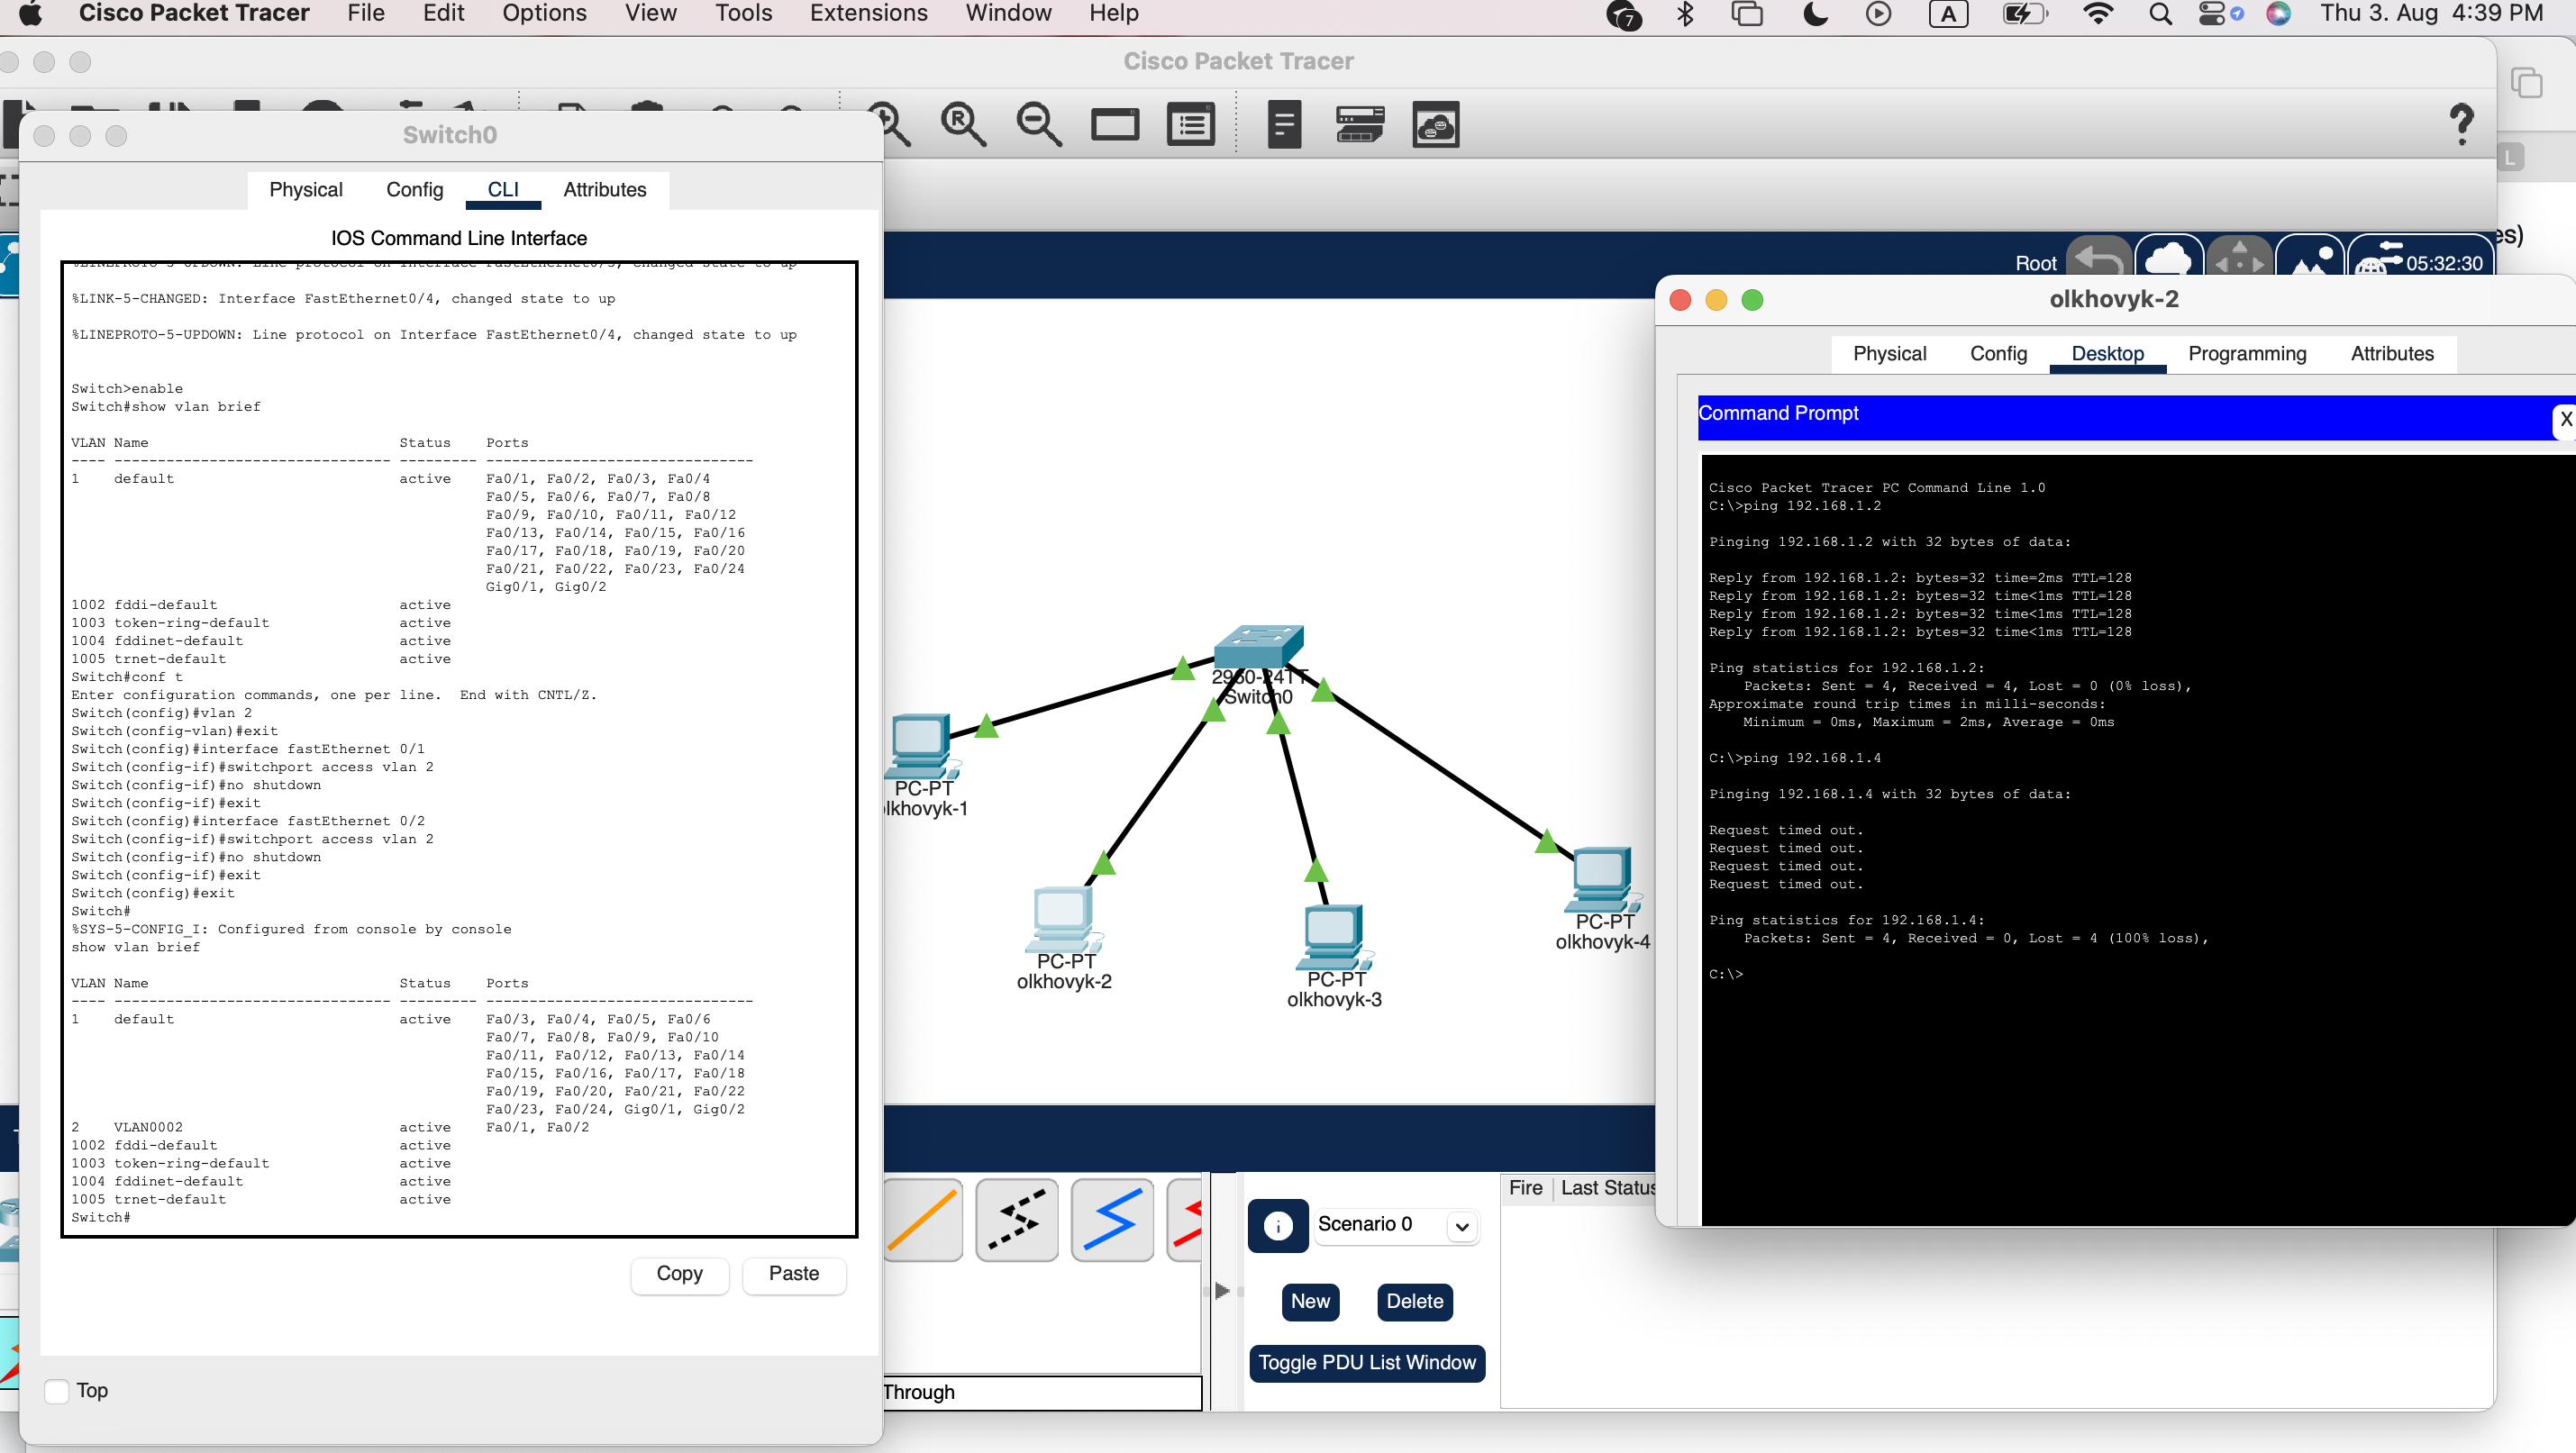 Cisco Packet Tracer File Edit Options View Tools Extensions Window Help 7 A Thu 3. Aug 4:39 PM
Cisco Packet Tracer
Switch0
R
?
L
Physical Config CLI Attributes
IOS Command Line Interface
%LINEPROTO-5-UPDOWN: Line protocol on Interface FastEthernet0/3, changed state to up
%LINK-5-CHANGED: Interface FastEthernet0/4, changed state to up
%LINEPROTO-5-UPDOWN: Line protocol on Interface FastEthernet0/4, changed state to up
Switch>enable
Switch#show vlan brief
VLAN Name Status Ports
---- -------------------------------- --------- -------------------------------
1 default active Fa0/1, Fa0/2, Fa0/3, Fa0/4
Fa0/5, Fa0/6, Fa0/7, Fa0/8
Fa0/9, Fa0/10, Fa0/11, Fa0/12
Fa0/13, Fa0/14, Fa0/15, Fa0/16
Fa0/17, Fa0/18, Fa0/19, Fa0/20
Fa0/21, Fa0/22, Fa0/23, Fa0/24
Gig0/1, Gig0/2
1002 fddi-default active
1003 token-ring-default active
1004 fddinet-default active
1005 trnet-default active
Switch#conf t
Enter configuration commands, one per line. End with CNTL/Z.
Switch(config)#vlan 2
Switch(config-vlan)#exit
Switch(config)#interface fastEthernet 0/1
Switch(config-if)#switchport access vlan 2
Switch(config-if)#no shutdown
Switch(config-if)#exit
Switch(config)#interface fastEthernet 0/2
Switch(config-if)#switchport access vlan 2
Switch(config-if)#no shutdown
Switch(config-if)#exit
Switch(config)#exit
Switch#
%SYS-5-CONFIG_I: Configured from console by console
show vlan brief
VLAN Name Status Ports
---- -------------------------------- --------- -------------------------------
1 default active Fa0/3, Fa0/4, Fa0/5, Fa0/6
Fa0/7, Fa0/8, Fa0/9, Fa0/10
Fa0/11, Fa0/12, Fa0/13, Fa0/14
Fa0/15, Fa0/16, Fa0/17, Fa0/18
Fa0/19, Fa0/20, Fa0/21, Fa0/22
Fa0/23, Fa0/24, Gig0/1, Gig0/2
2 VLAN0002 active Fa0/1, Fa0/2
1002 fddi-default active
1003 token-ring-default active
1004 fddinet-default active
1005 trnet-default active
Switch#
Copy Paste
Top
Root 05:32:30
es)
2960-24TT
Switch0
PC-PT
olkhovyk-1
PC-PT
olkhovyk-2
PC-PT
olkhovyk-3
PC-PT
olkhovyk-4
olkhovyk-2
Physical Config Desktop Programming Attributes
Command Prompt
X
Cisco Packet Tracer PC Command Line 1.0
C:\>ping 192.168.1.2
Pinging 192.168.1.2 with 32 bytes of data:
Reply from 192.168.1.2: bytes=32 time=2ms TTL=128
Reply from 192.168.1.2: bytes=32 time<1ms TTL=128
Reply from 192.168.1.2: bytes=32 time<1ms TTL=128
Reply from 192.168.1.2: bytes=32 time<1ms TTL=128
Ping statistics for 192.168.1.2:
Packets: Sent = 4, Received = 4, Lost = 0 (0% loss),
Approximate round trip times in milli-seconds:
Minimum = 0ms, Maximum = 2ms, Average = 0ms
C:\>ping 192.168.1.4
Pinging 192.168.1.4 with 32 bytes of data:
Request timed out.
Request timed out.
Request timed out.
Request timed out.
Ping statistics for 192.168.1.4:
Packets: Sent = 4, Received = 0, Lost = 4 (100% loss),
C:\>
Scenario 0
New Delete
Toggle PDU List Window
Fire Last Status
Through